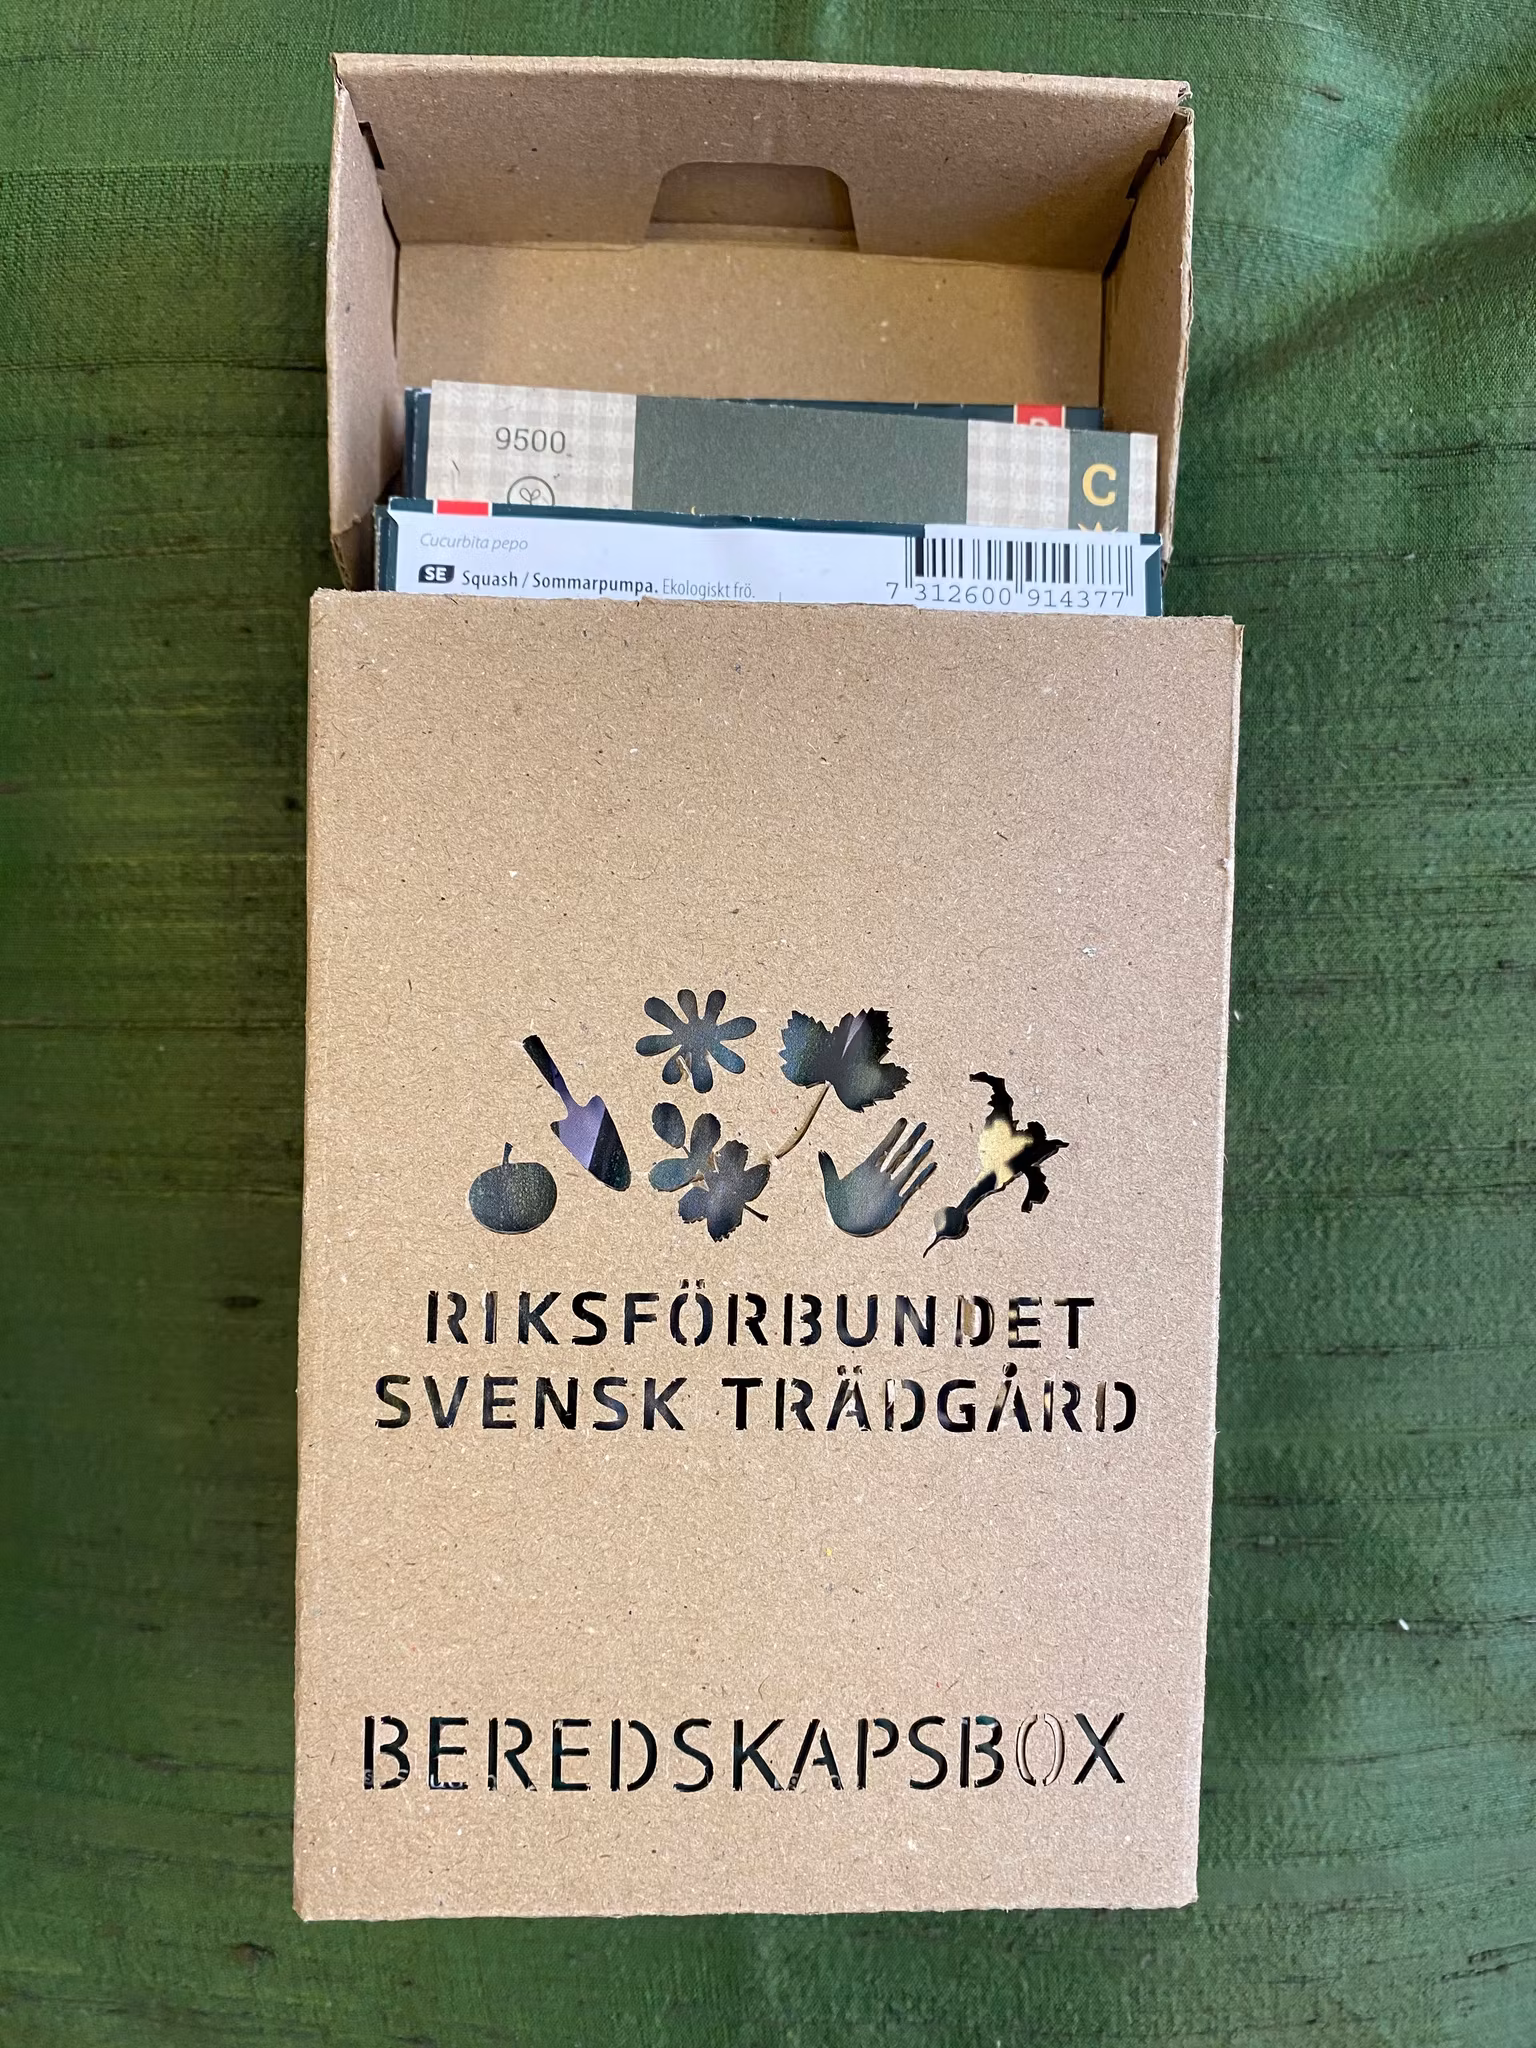 9500
C
Cucurbita pepo
SE Squash / Sommarpumpa. Ekologiskt frö.
7 312600 914377
RIKSFÖRBUNDET
SVENSK TRÄDGÅRD
BEREDSKAPSBOX